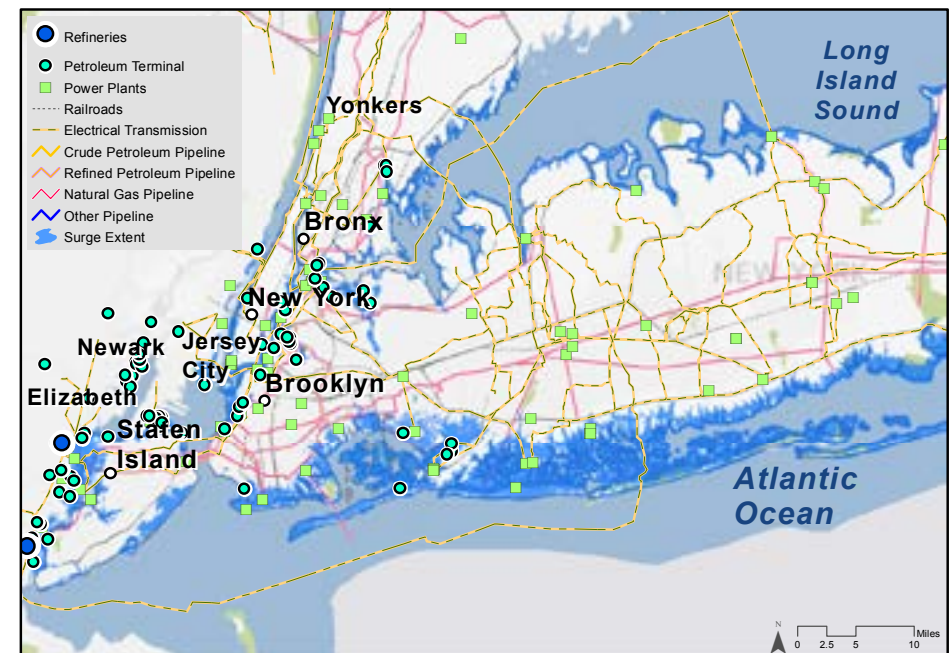 Refineries
Petroleum Terminal
Power Plants
Railroads
Electrical Transmission
Crude Petroleum Pipeline
Refined Petroleum Pipeline
Natural Gas Pipeline
Other Pipeline
Surge Extent
Long
Island
Sound
Yonkers
Bronx
NEW YORK
New York
Newark
Jersey
City
Elizabeth
Brooklyn
Staten
Island
Atlantic
Ocean
N
Miles
0 2.5 5 10